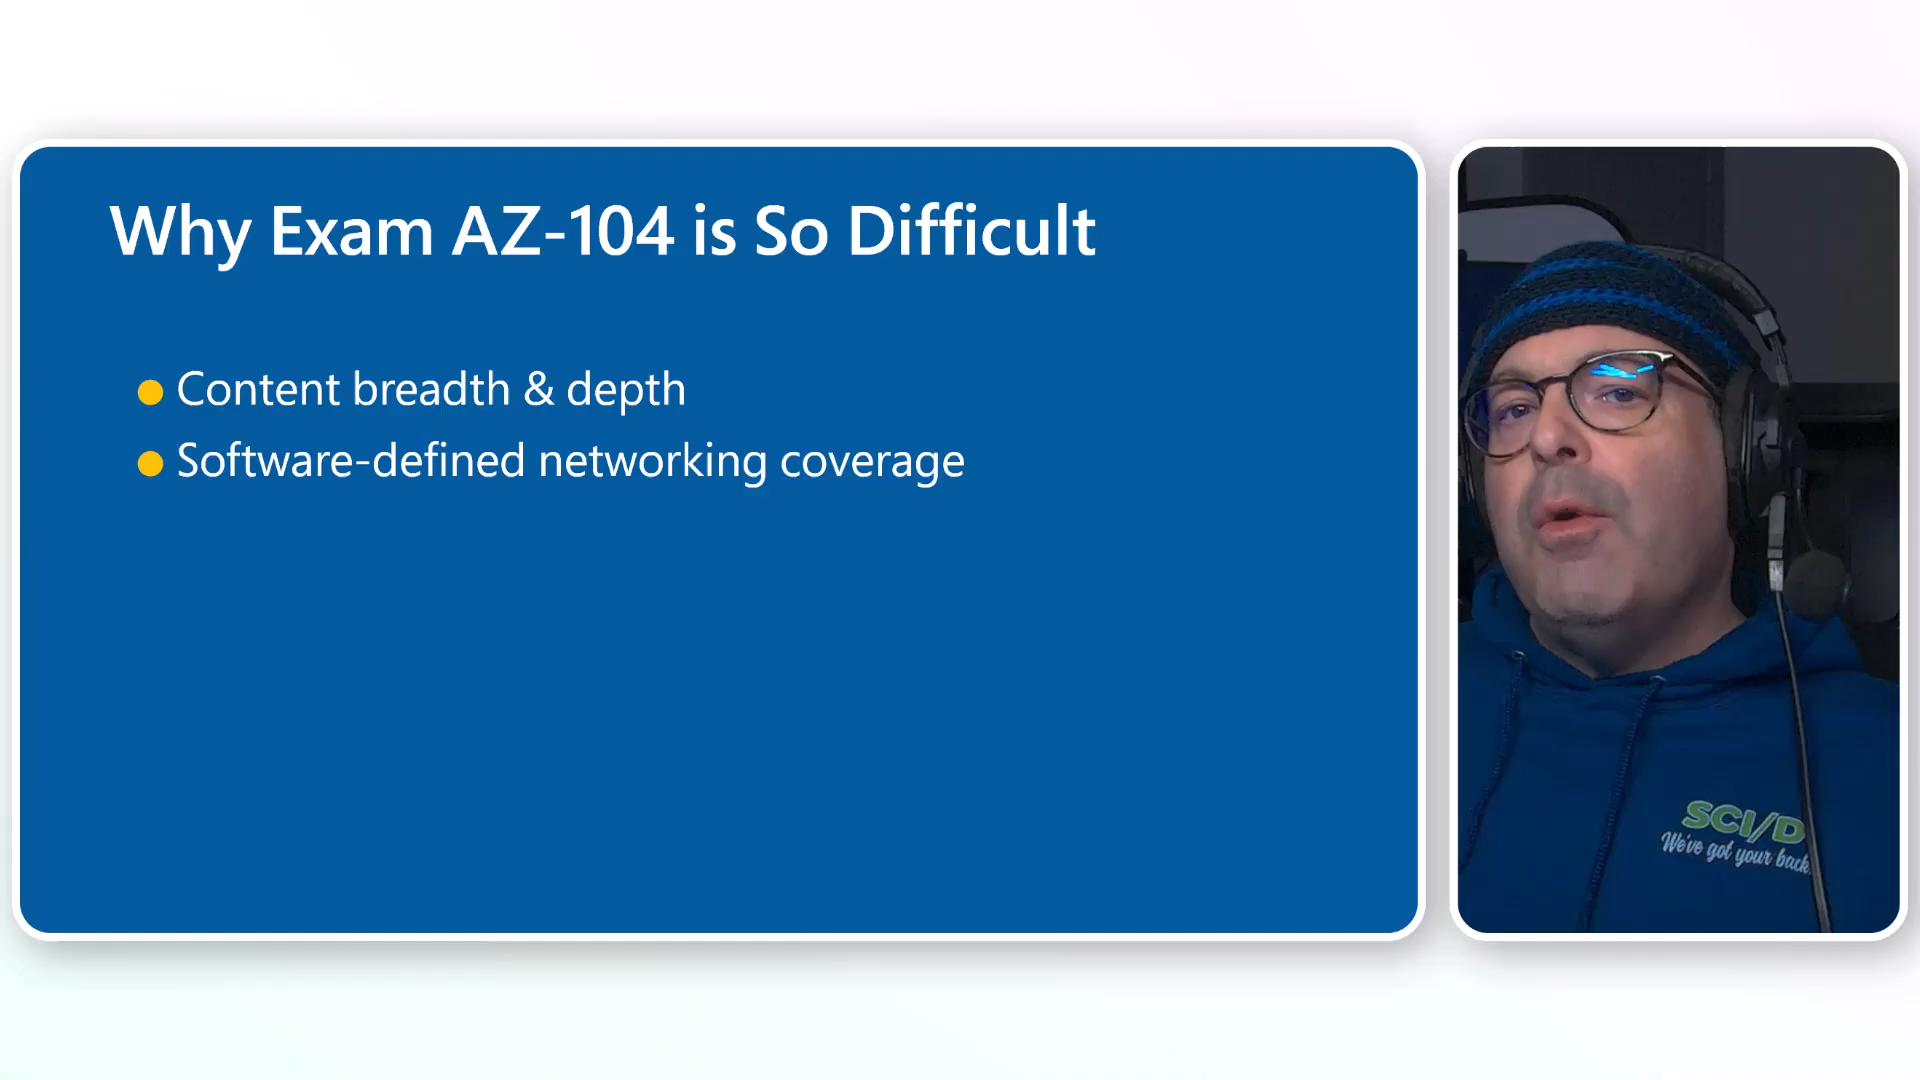 Why Exam AZ-104 is So Difficult
Content breadth & depth
Software-defined networking coverage
SCI/D
We've got your back